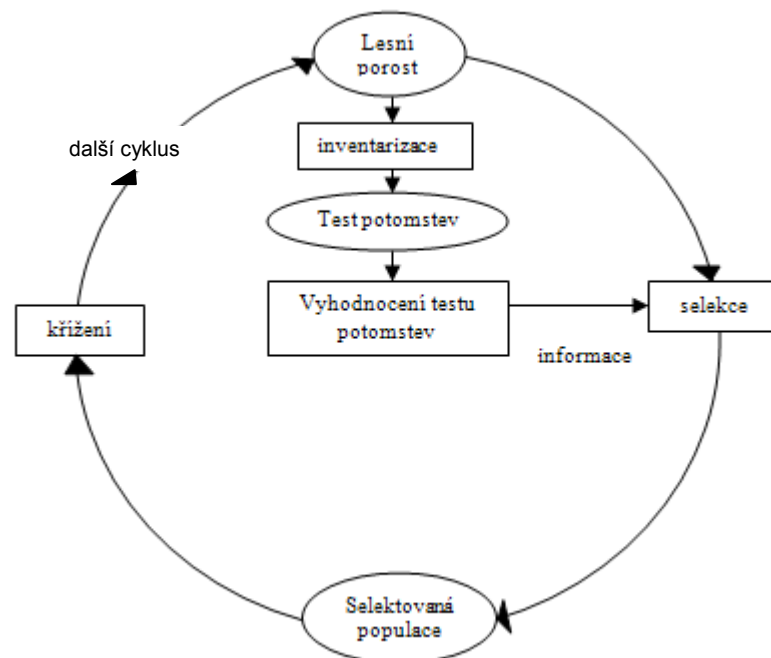 Lesní
porost
další cyklus
inventarizace
Test potomstev
Vyhodnocení testu
potomstev
selekce
křížení
informace
Selektovaná
populace